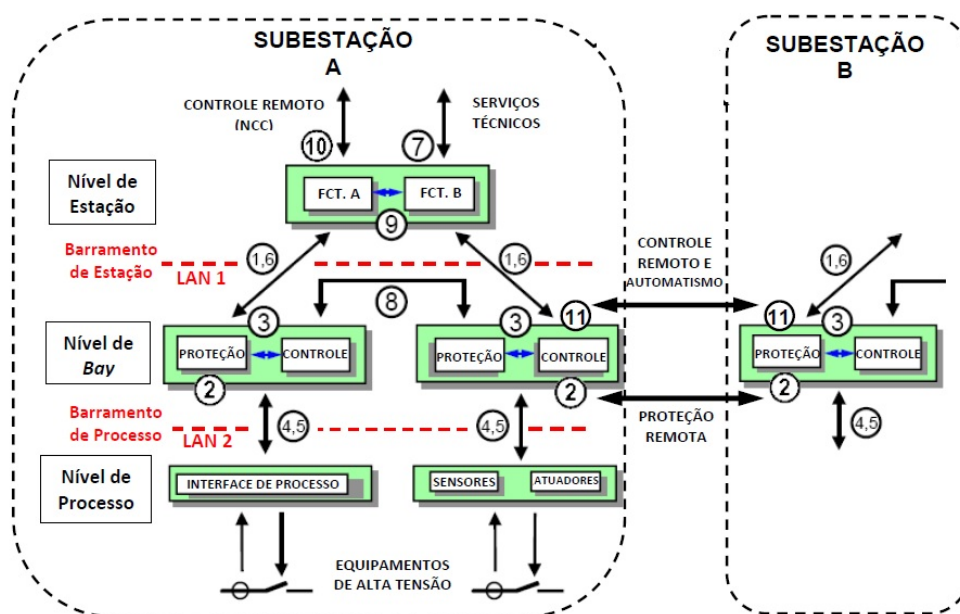 SUBESTAÇÃO
A
SUBESTAÇÃO
B
CONTROLE REMOTO
(NCC)
SERVIÇOS
TÉCNICOS
10
7
Nível de
Estação
FCT. A
FCT. B
9
Barramento
de Estação
LAN 1
1,6
1,6
CONTROLE
REMOTO E
AUTOMATISMO
1,6
8
3
3
11
11
3
Nível de
Bay
PROTEÇÃO
CONTROLE
PROTEÇÃO
CONTROLE
PROTEÇÃO
CONTROLE
2
2
2
Barramento
de Processo
LAN 2
4,5
4,5
PROTEÇÃO
REMOTA
4,5
Nível de
Processo
INTERFACE DE PROCESSO
SENSORES
ATUADORES
EQUIPAMENTOS
DE ALTA TENSÃO